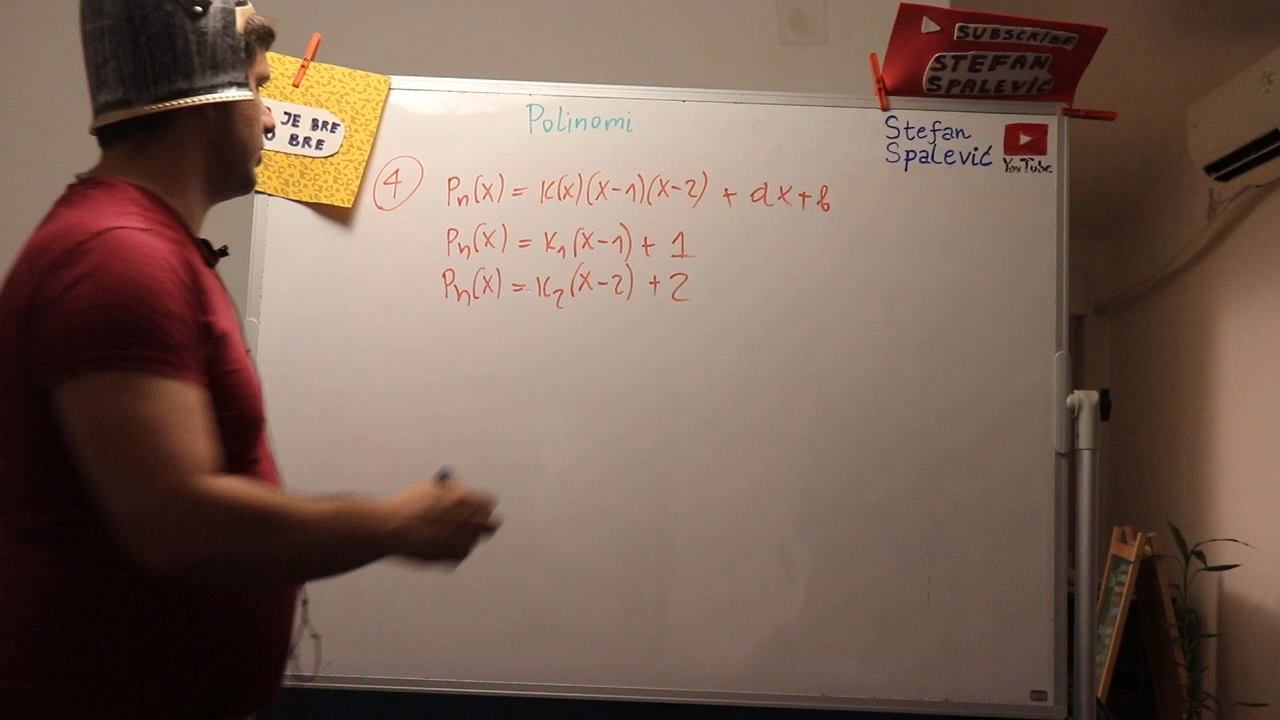 SUBSCRIBE
STEFAN
SPALEVIĆ
JE BRE
O BRE
Polinomi
Stefan
Spalević
YouTube
4 Pn(x) = K(x)(x-1)(x-2) + ax+b
Pn(x) = K₁(x-1) + 1
Pn(x) = K₂(x-2) + 2